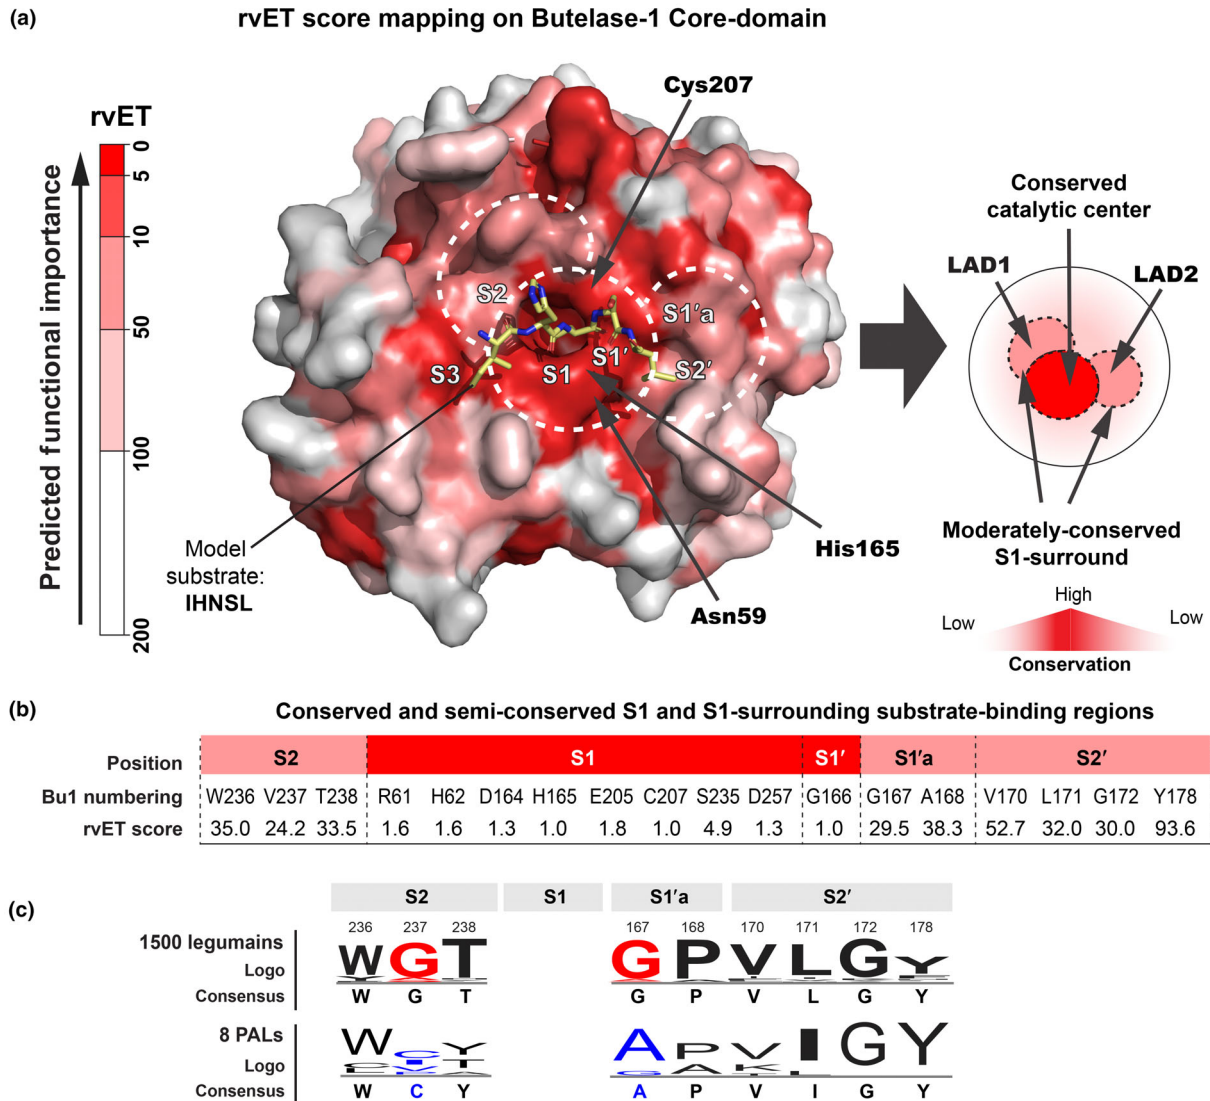 (a)
rvET score mapping on Butelase-1 Core-domain
rvET
Predicted functional importance
0
5
10
50
100
200
Cys207
S2
S1′a
S1′
S3
S1
S2′
Model
substrate:
IHNSL
His165
Asn59
Conserved
catalytic center
LAD1
LAD2
Moderately-conserved
S1-surround
High
Low
Low
Conservation
(b)
Conserved and semi-conserved S1 and S1-surrounding substrate-binding regions
Position S2 S1 S1′ S1′a S2′
Bu1 numbering W236 V237 T238 R61 H62 D164 H165 E205 C207 S235 D257 G166 G167 A168 V170 L171 G172 Y178
rvET score 35.0 24.2 33.5 1.6 1.6 1.3 1.0 1.8 1.0 4.9 1.3 1.0 29.5 38.3 52.7 32.0 30.0 93.6
(c)
S2 S1 S1′a S2′
236 237 238 167 168 170 171 172 178
1500 legumains
Logo
W G T G P V L G Y
Consensus W G T G P V L G Y
8 PALs
Logo
W C Y A P V I G Y
C I T G A K L
L V
Consensus W C Y A P V I G Y